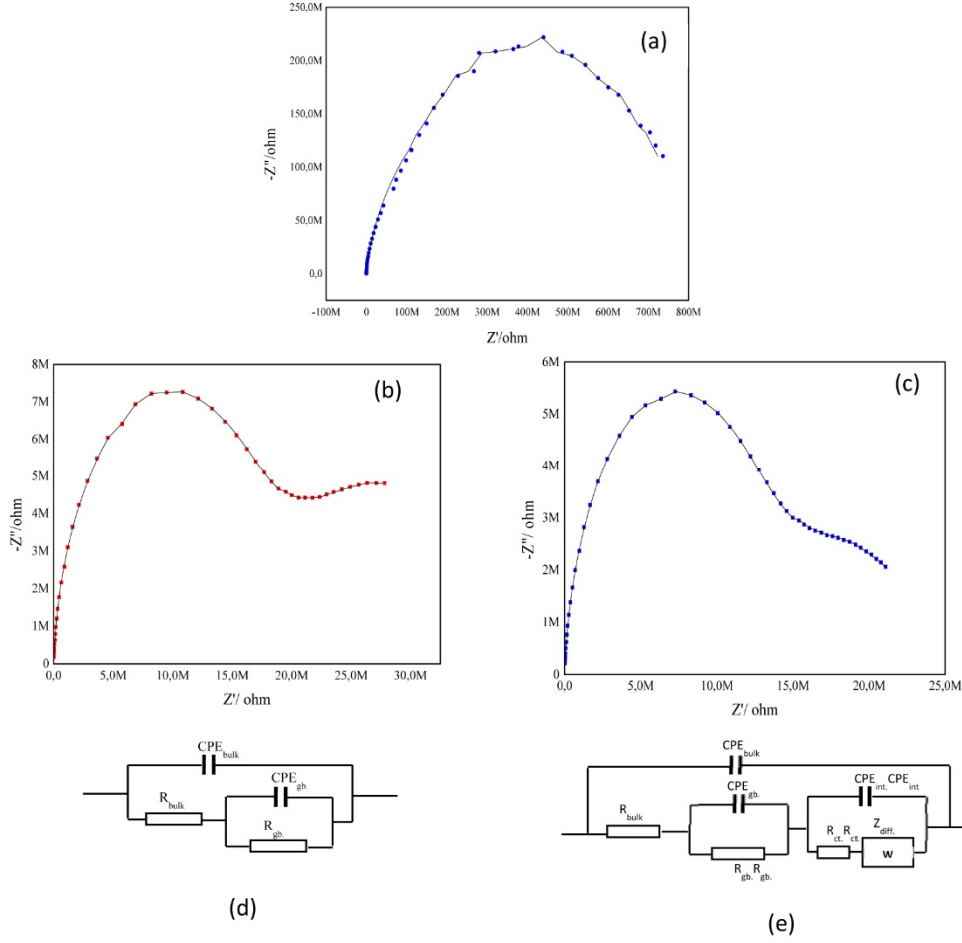 (a)
250,0M
200,0M
150,0M
100,0M
50,0M
0,0
-Z"/ohm
-100M 0 100M 200M 300M 400M 500M 600M 700M 800M
Z'/ohm
(b)
8M
7M
6M
5M
4M
3M
2M
1M
0
-Z"/ohm
0,0 5,0M 10,0M 15,0M 20,0M 25,0M 30,0M
Z'/ ohm
(c)
6M
5M
4M
3M
2M
1M
0
-Z"/ ohm
0,0 5,0M 10,0M 15,0M 20,0M 25,0M
Z'/ ohm
CPEbulk
CPEgb.
Rbulk
Rgb.
(d)
CPEbulk
CPEgb.
CPEint.CPEint
Rbulk
Rct.Rct.
Zdiff.
W
Rgb.Rgb.
(e)